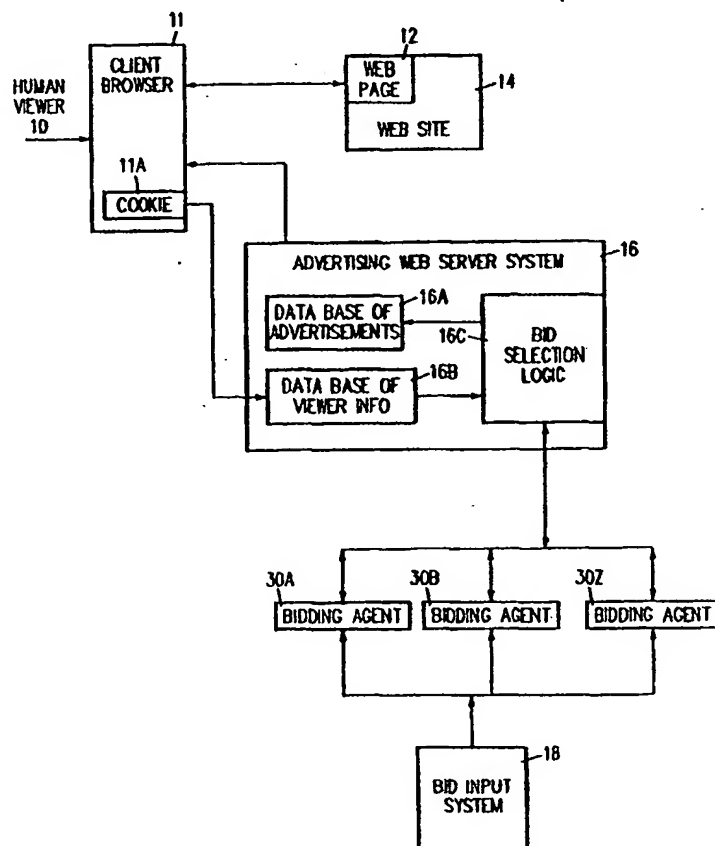 11
CLIENT
BROWSER
HUMAN
VIEWER
10
11A
COOKIE
12
WEB
PAGE
14
WEB SITE
ADVERTISING WEB SERVER SYSTEM
16
DATA BASE OF
ADVERTISEMENTS
16A
16C
BID
SELECTION
LOGIC
DATA BASE OF
VIEWER INFO
16B
30A
BIDDING AGENT
30B
BIDDING AGENT
30Z
BIDDING AGENT
18
BID INPUT
SYSTEM